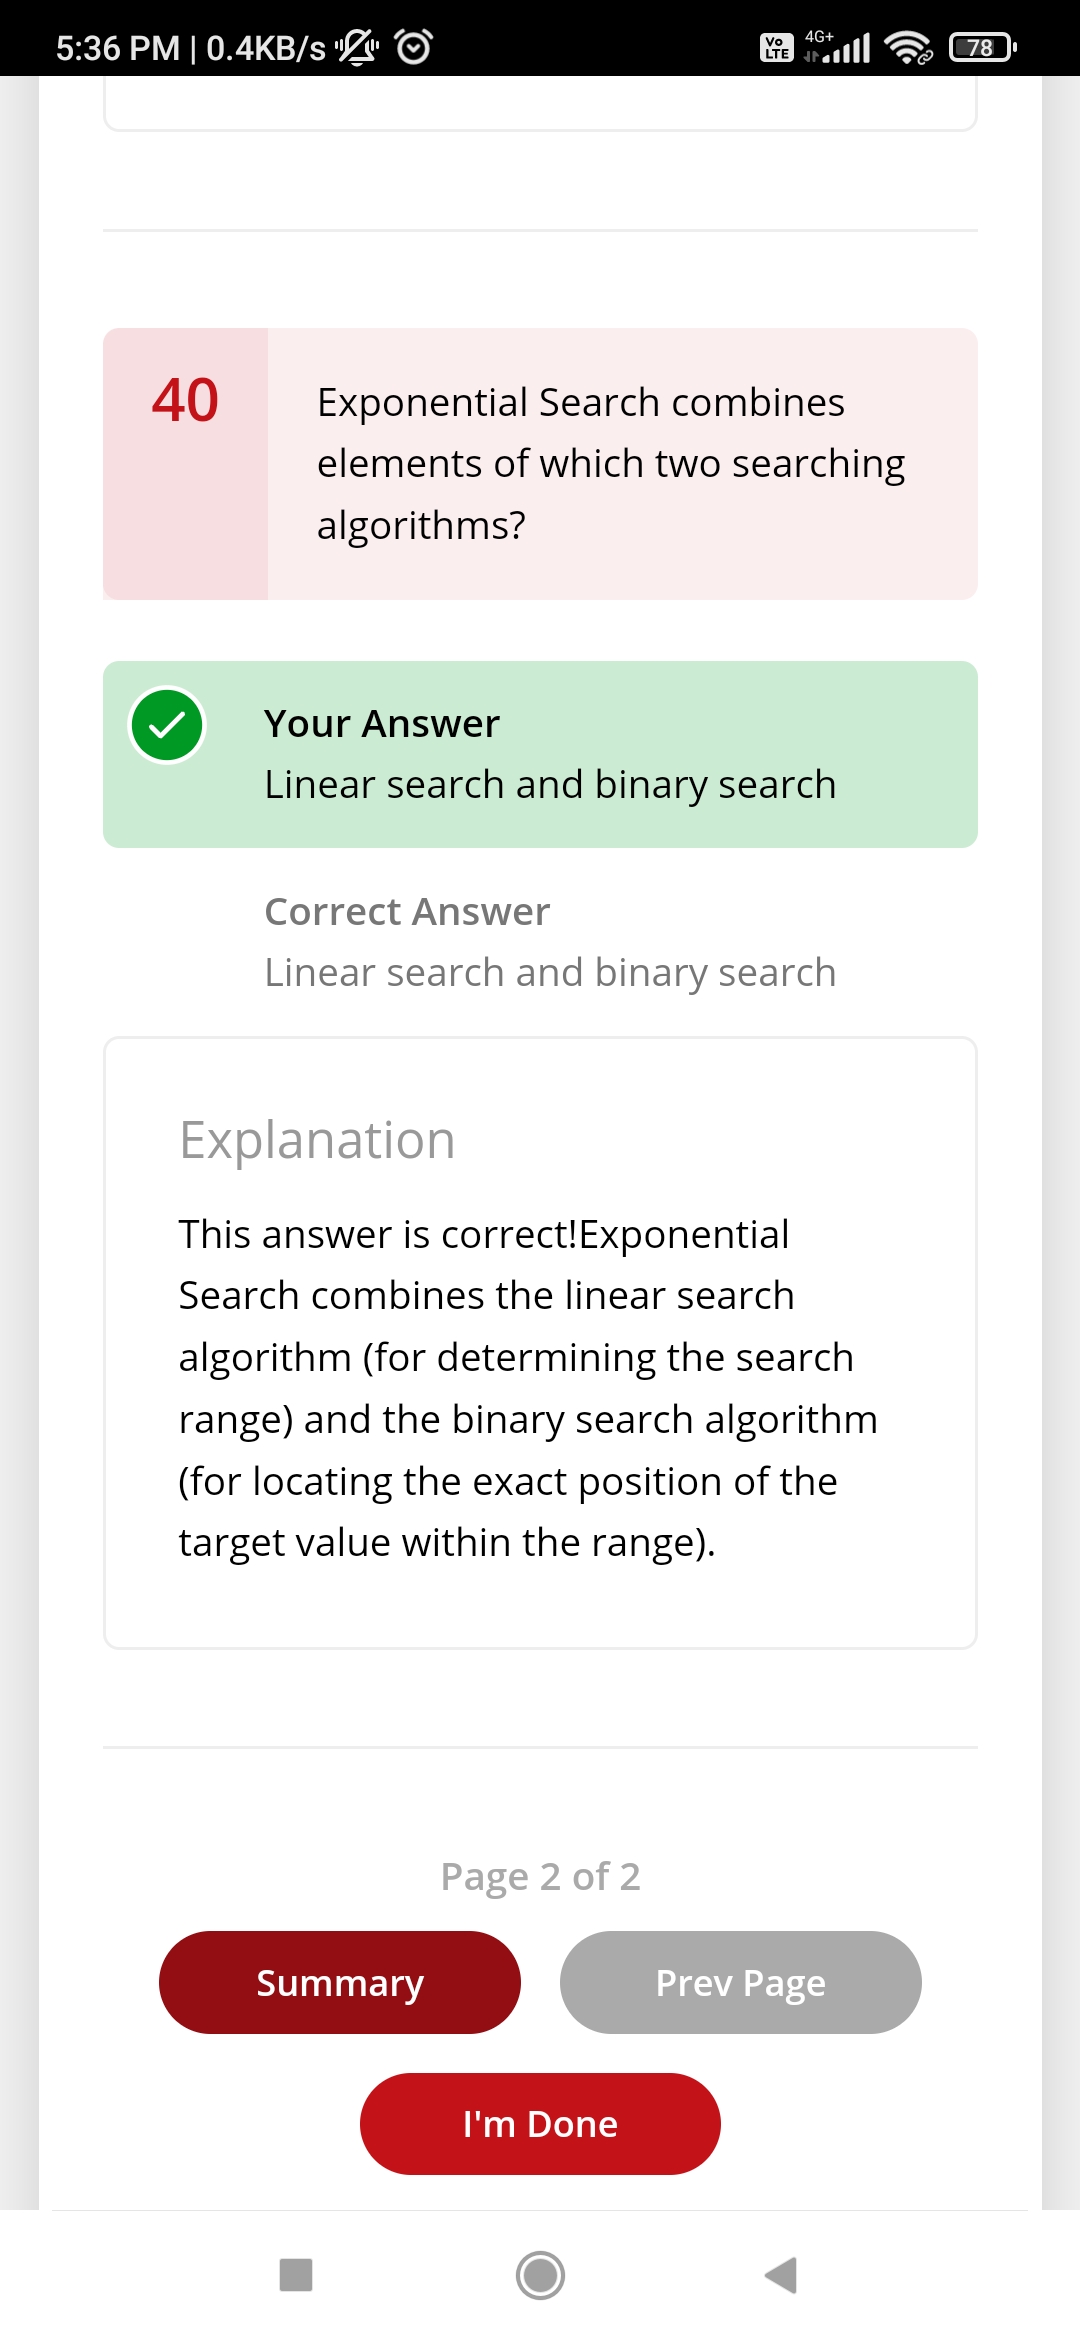 5:36 PM | 0.4KB/s
Vo LTE
4G+
78
40
Exponential Search combines
elements of which two searching
algorithms?
Your Answer
Linear search and binary search
Correct Answer
Linear search and binary search
Explanation
This answer is correct!Exponential
Search combines the linear search
algorithm (for determining the search
range) and the binary search algorithm
(for locating the exact position of the
target value within the range).
Page 2 of 2
Summary
Prev Page
I'm Done